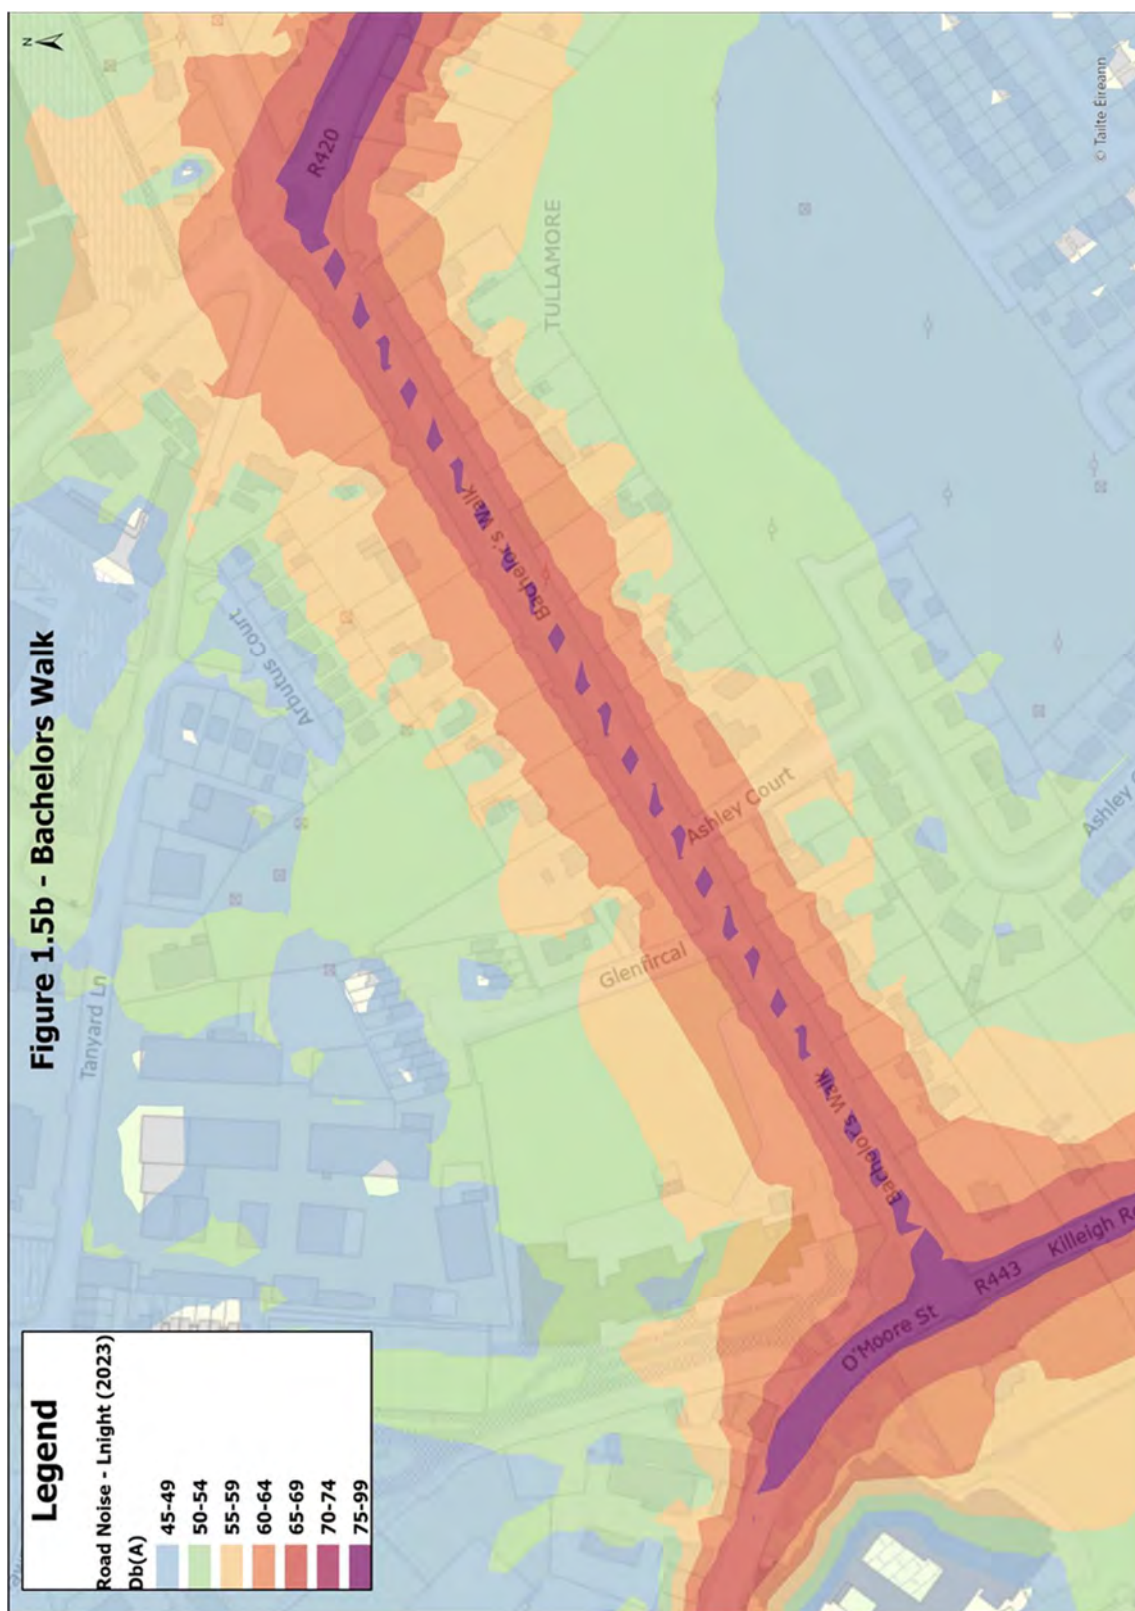 Figure 1.5b - Bachelors Walk
N
Legend
Road Noise - Lnight (2023)
Db(A)
45-49
50-54
55-59
60-64
65-69
70-74
75-99
Tanyard Ln
Arbutus Court
R420
TULLAMORE
Bachelor's Walk
Glenfircal
Ashley Court
Bachelor's Walk
O'Moore St
R443
Killeigh R
Ashley C
© Tailte Éireann